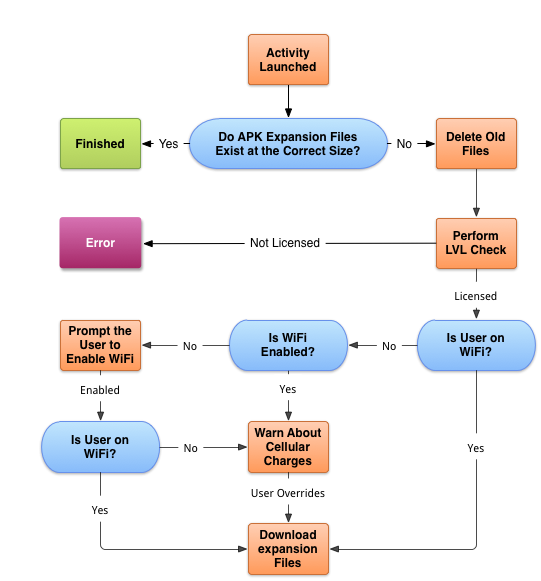 Activity
Launched
Finished
Yes
Do APK Expansion Files
Exist at the Correct Size?
No
Delete Old
Files
Error
Not Licensed
Perform
LVL Check
Licensed
Prompt the
User to
Enable WiFi
No
Is WiFi
Enabled?
No
Is User on
WiFi?
Enabled
Yes
Is User on
WiFi?
No
Warn About
Cellular
Charges
Yes
User Overrides
Yes
Download
expansion
Files